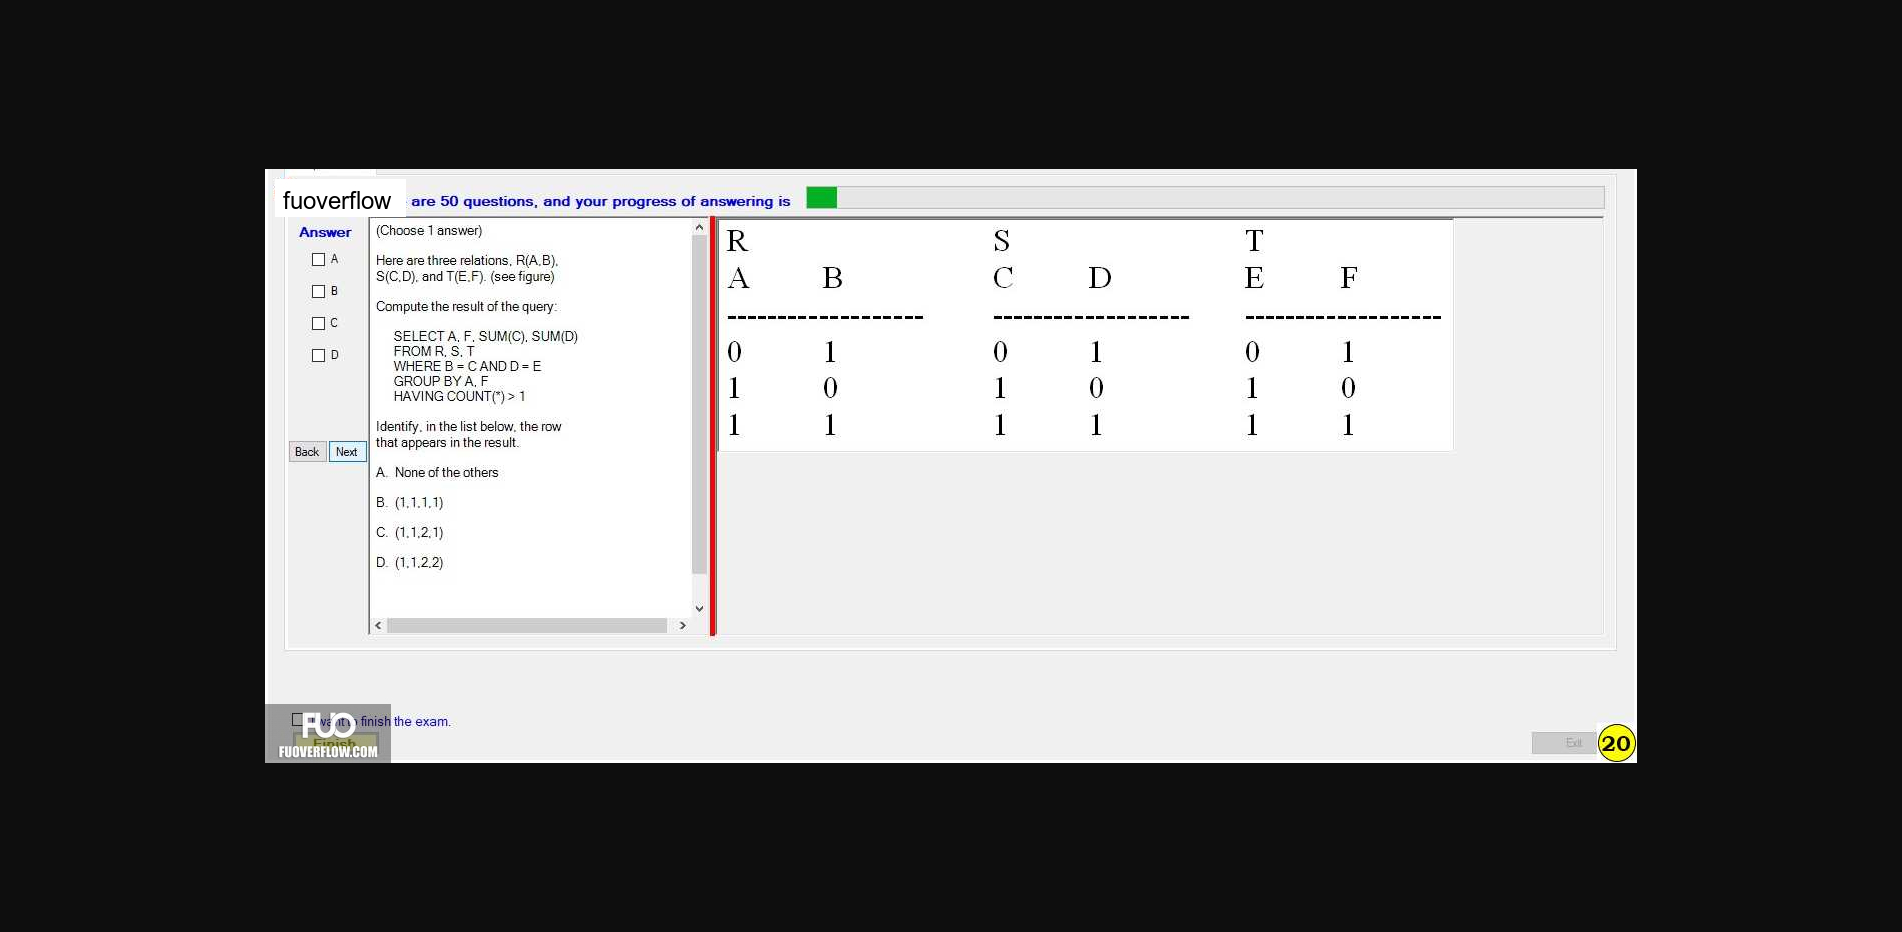 fuoverflow are 50 questions, and your progress of answering is
Answer
A
B
C
D
Back Next
(Choose 1 answer)
Here are three relations, R(A,B),
S(C,D), and T(E,F). (see figure)
Compute the result of the query:
SELECT A, F, SUM(C), SUM(D)
FROM R, S, T
WHERE B = C AND D = E
GROUP BY A, F
HAVING COUNT(*) > 1
Identify, in the list below, the row
that appears in the result.
A. None of the others
B. (1,1,1,1)
C. (1,1,2,1)
D. (1,1,2,2)
R S T
A B C D E F
------------------ ------------------ ------------------
0 1 0 1 0 1
1 0 1 0 1 0
1 1 1 1 1 1
I want to finish the exam.
Finish
FUO
FUOVERFLOW.COM
Exit
20